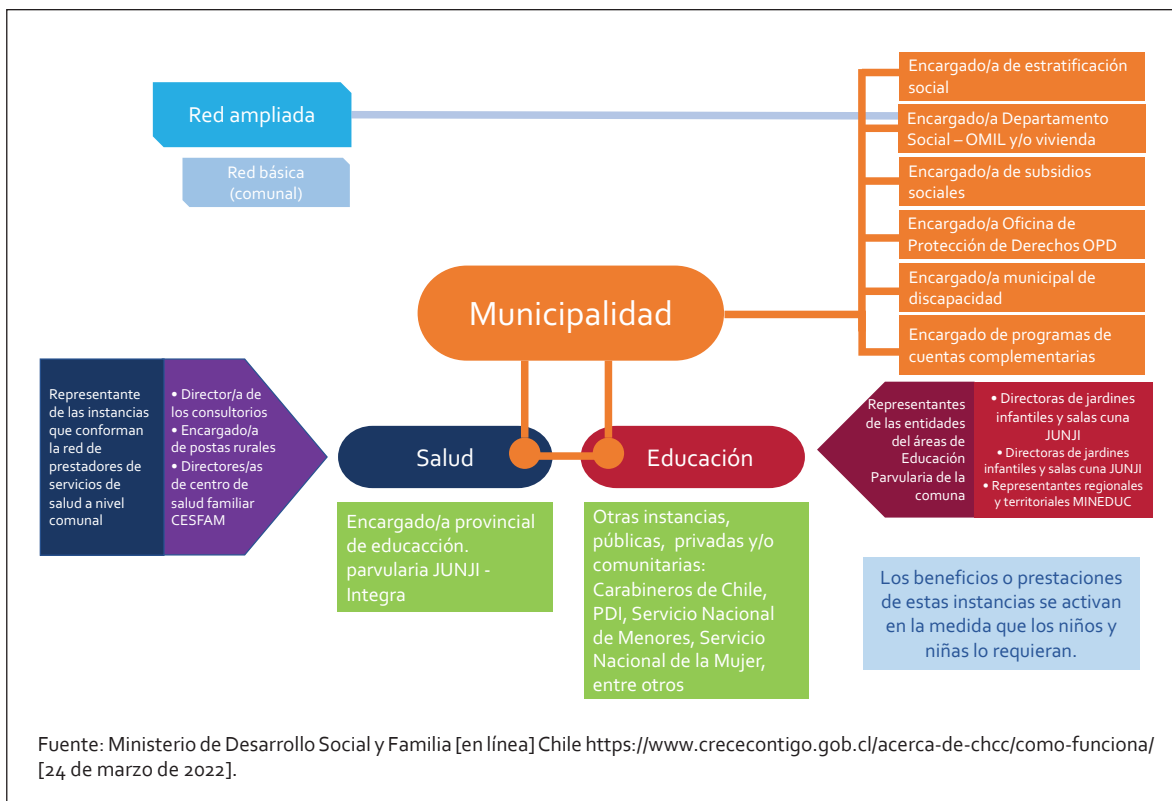 Red ampliada
Red básica
(comunal)
Encargado/a de estratificación
social
Encargado/a Departamento
Social – OMIL y/o vivienda
Encargado/a de subsidios
sociales
Encargado/a Oficina de
Protección de Derechos OPD
Encargado/a municipal de
discapacidad
Encargado de programas de
cuentas complementarias
Municipalidad
Representante
de las instancias
que conforman
la red de
prestadores de
servicios de
salud a nivel
comunal
• Director/a de
los consultorios
• Encargado/a
de postas rurales
• Directores/as
de centro de
salud familiar
CESFAM
Salud
Educación
Representantes
de las entidades
del áreas de
Educación
Parvularia de la
comuna
• Directoras de jardines
infantiles y salas cuna
JUNJI
• Directoras de jardines
infantiles y salas cuna JUNJI
• Representantes regionales
y territoriales MINEDUC
Encargado/a provincial
de educacción.
parvularia JUNJI -
Integra
Otras instancias,
públicas, privadas y/o
comunitarias:
Carabineros de Chile,
PDI, Servicio Nacional
de Menores, Servicio
Nacional de la Mujer,
entre otros
Los beneficios o prestaciones
de estas instancias se activan
en la medida que los niños y
niñas lo requieran.
Fuente: Ministerio de Desarrollo Social y Familia [en línea] Chile https://www.crececontigo.gob.cl/acerca-de-chcc/como-funciona/
[24 de marzo de 2022].